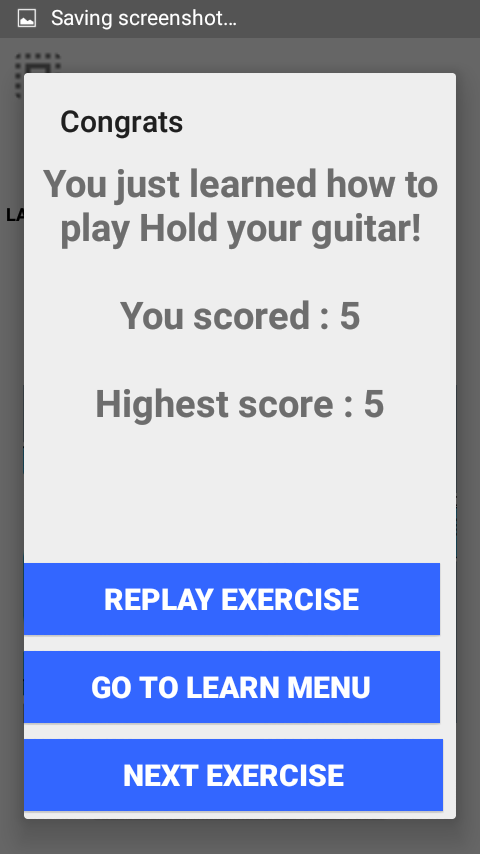 Saving screenshot...
Congrats
LA
You just learned how to
play Hold your guitar!
You scored : 5
Highest score : 5
REPLAY EXERCISE
GO TO LEARN MENU
NEXT EXERCISE